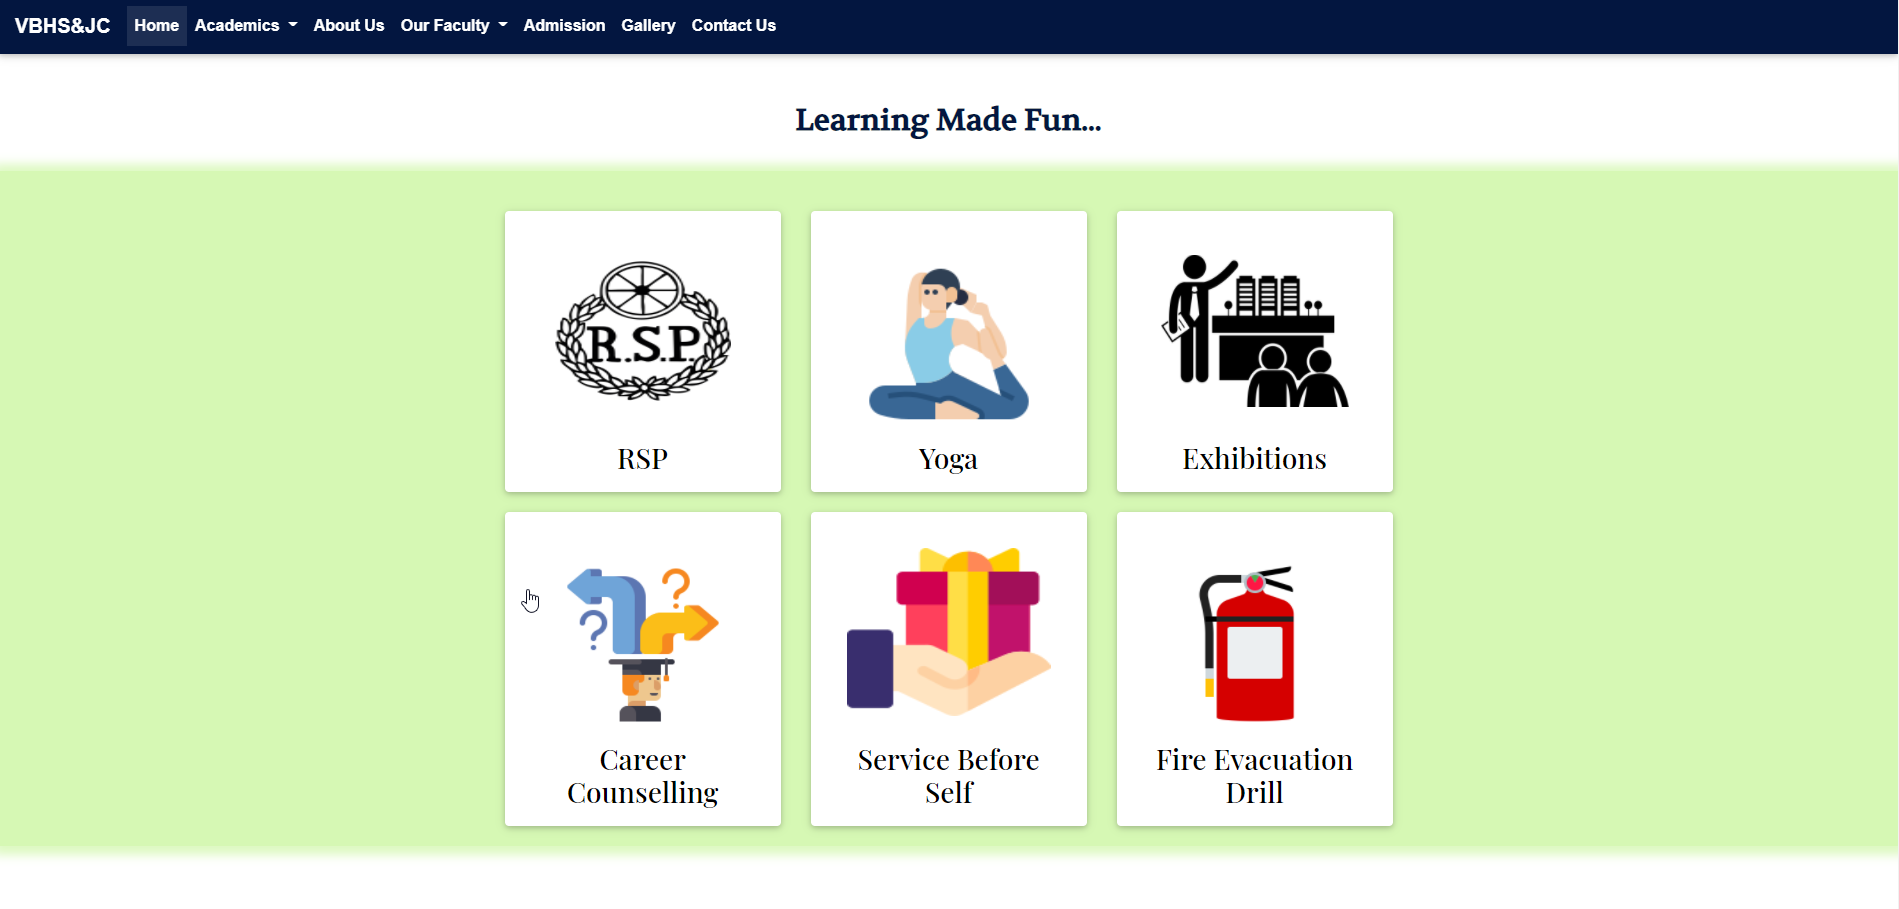 VBHS&JC Home Academics About Us Our Faculty Admission Gallery Contact Us
Learning Made Fun...
R.S.P.
RSP
Yoga
Exhibitions
Career
Counselling
Service Before
Self
Fire Evacuation
Drill